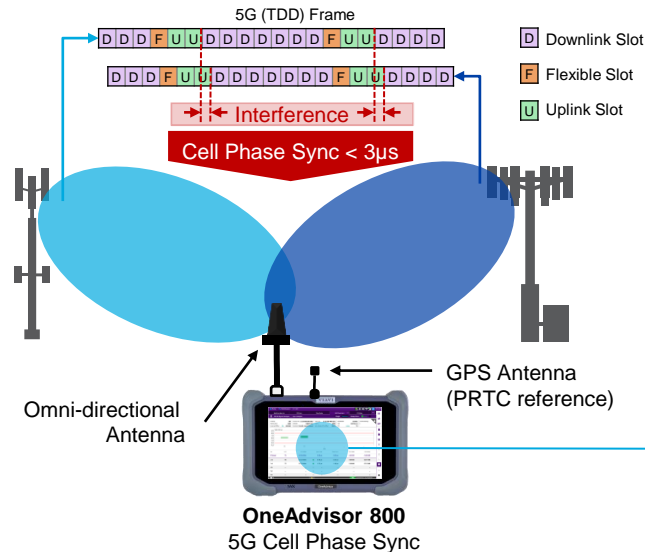 5G (TDD) Frame
D D D F U U D D D D D D D F U U D D D D
D D D F U U D D D D D D D F U U D D D D
D Downlink Slot
F Flexible Slot
U Uplink Slot
Interference
Cell Phase Sync < 3µs
GPS Antenna
(PRTC reference)
Omni-directional
Antenna
OneAdvisor 800
5G Cell Phase Sync